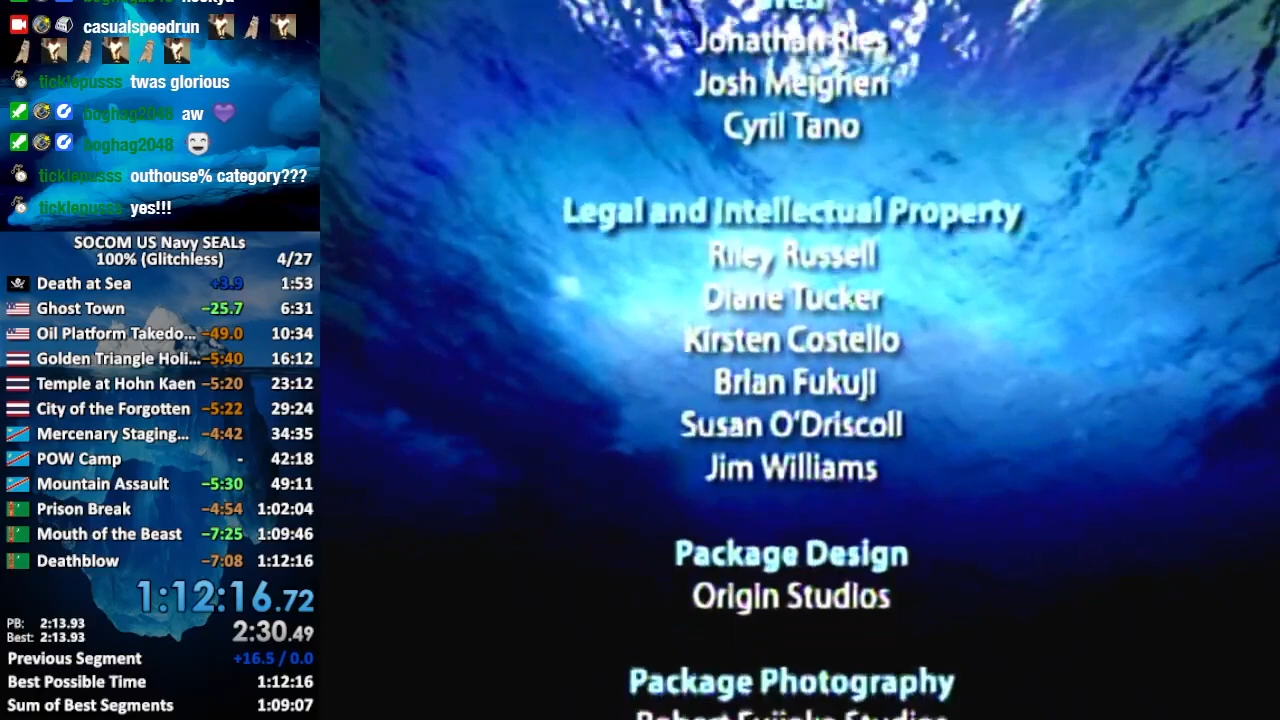 casualspeedrun
ticklepusss twas glorious
boghag2048 aw
boghag2048
ticklepusss outhouse% category???
ticklepusss yes!!!
SOCOM US Navy SEALs
100% (Glitchless) 4/27
Death at Sea +3.9 1:53
Ghost Town −25.7 6:31
Oil Platform Takedo... −49.0 10:34
Golden Triangle Holi... −5:40 16:12
Temple at Hohn Kaen −5:20 23:12
City of the Forgotten −5:22 29:24
Mercenary Staging... −4:42 34:35
POW Camp - 42:18
Mountain Assault −5:30 49:11
Prison Break −4:54 1:02:04
Mouth of the Beast −7:25 1:09:46
Deathblow −7:08 1:12:16
1:12:16.72
PB: 2:13.93
Best: 2:13.93
2:30.49
Previous Segment +16.5 / 0.0
Best Possible Time 1:12:16
Sum of Best Segments 1:09:07
Jonathan Ries
Josh Meighen
Cyril Tano
Legal and Intellectual Property
Riley Russell
Diane Tucker
Kirsten Costello
Brian Fukuji
Susan O'Driscoll
Jim Williams
Package Design
Origin Studios
Package Photography